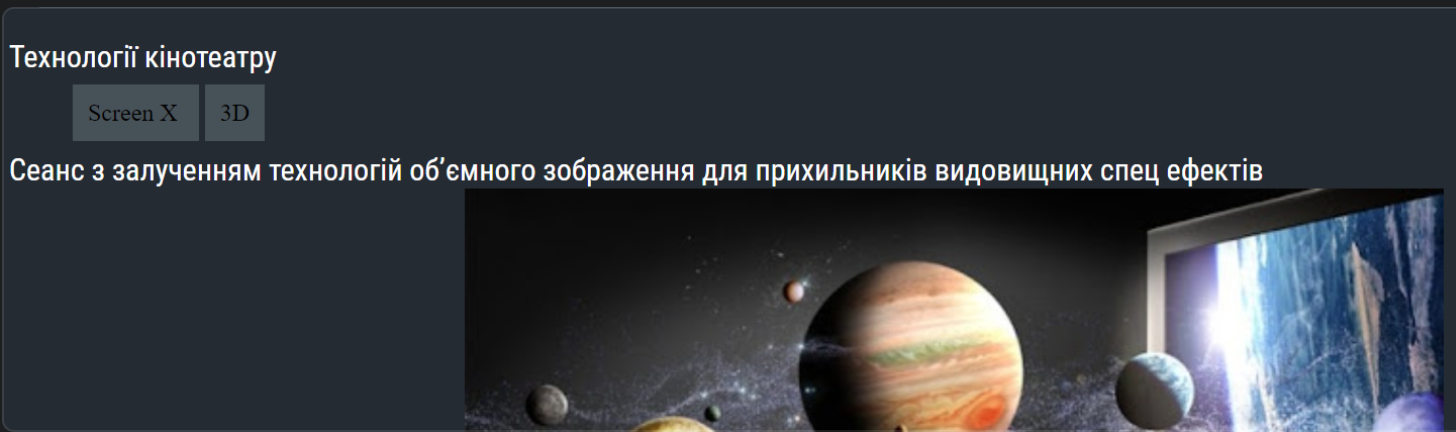 Технології кінотеатру
Screen X 3D
Сеанс з залученням технологій об’ємного зображення для прихильників видовищних спец ефектів